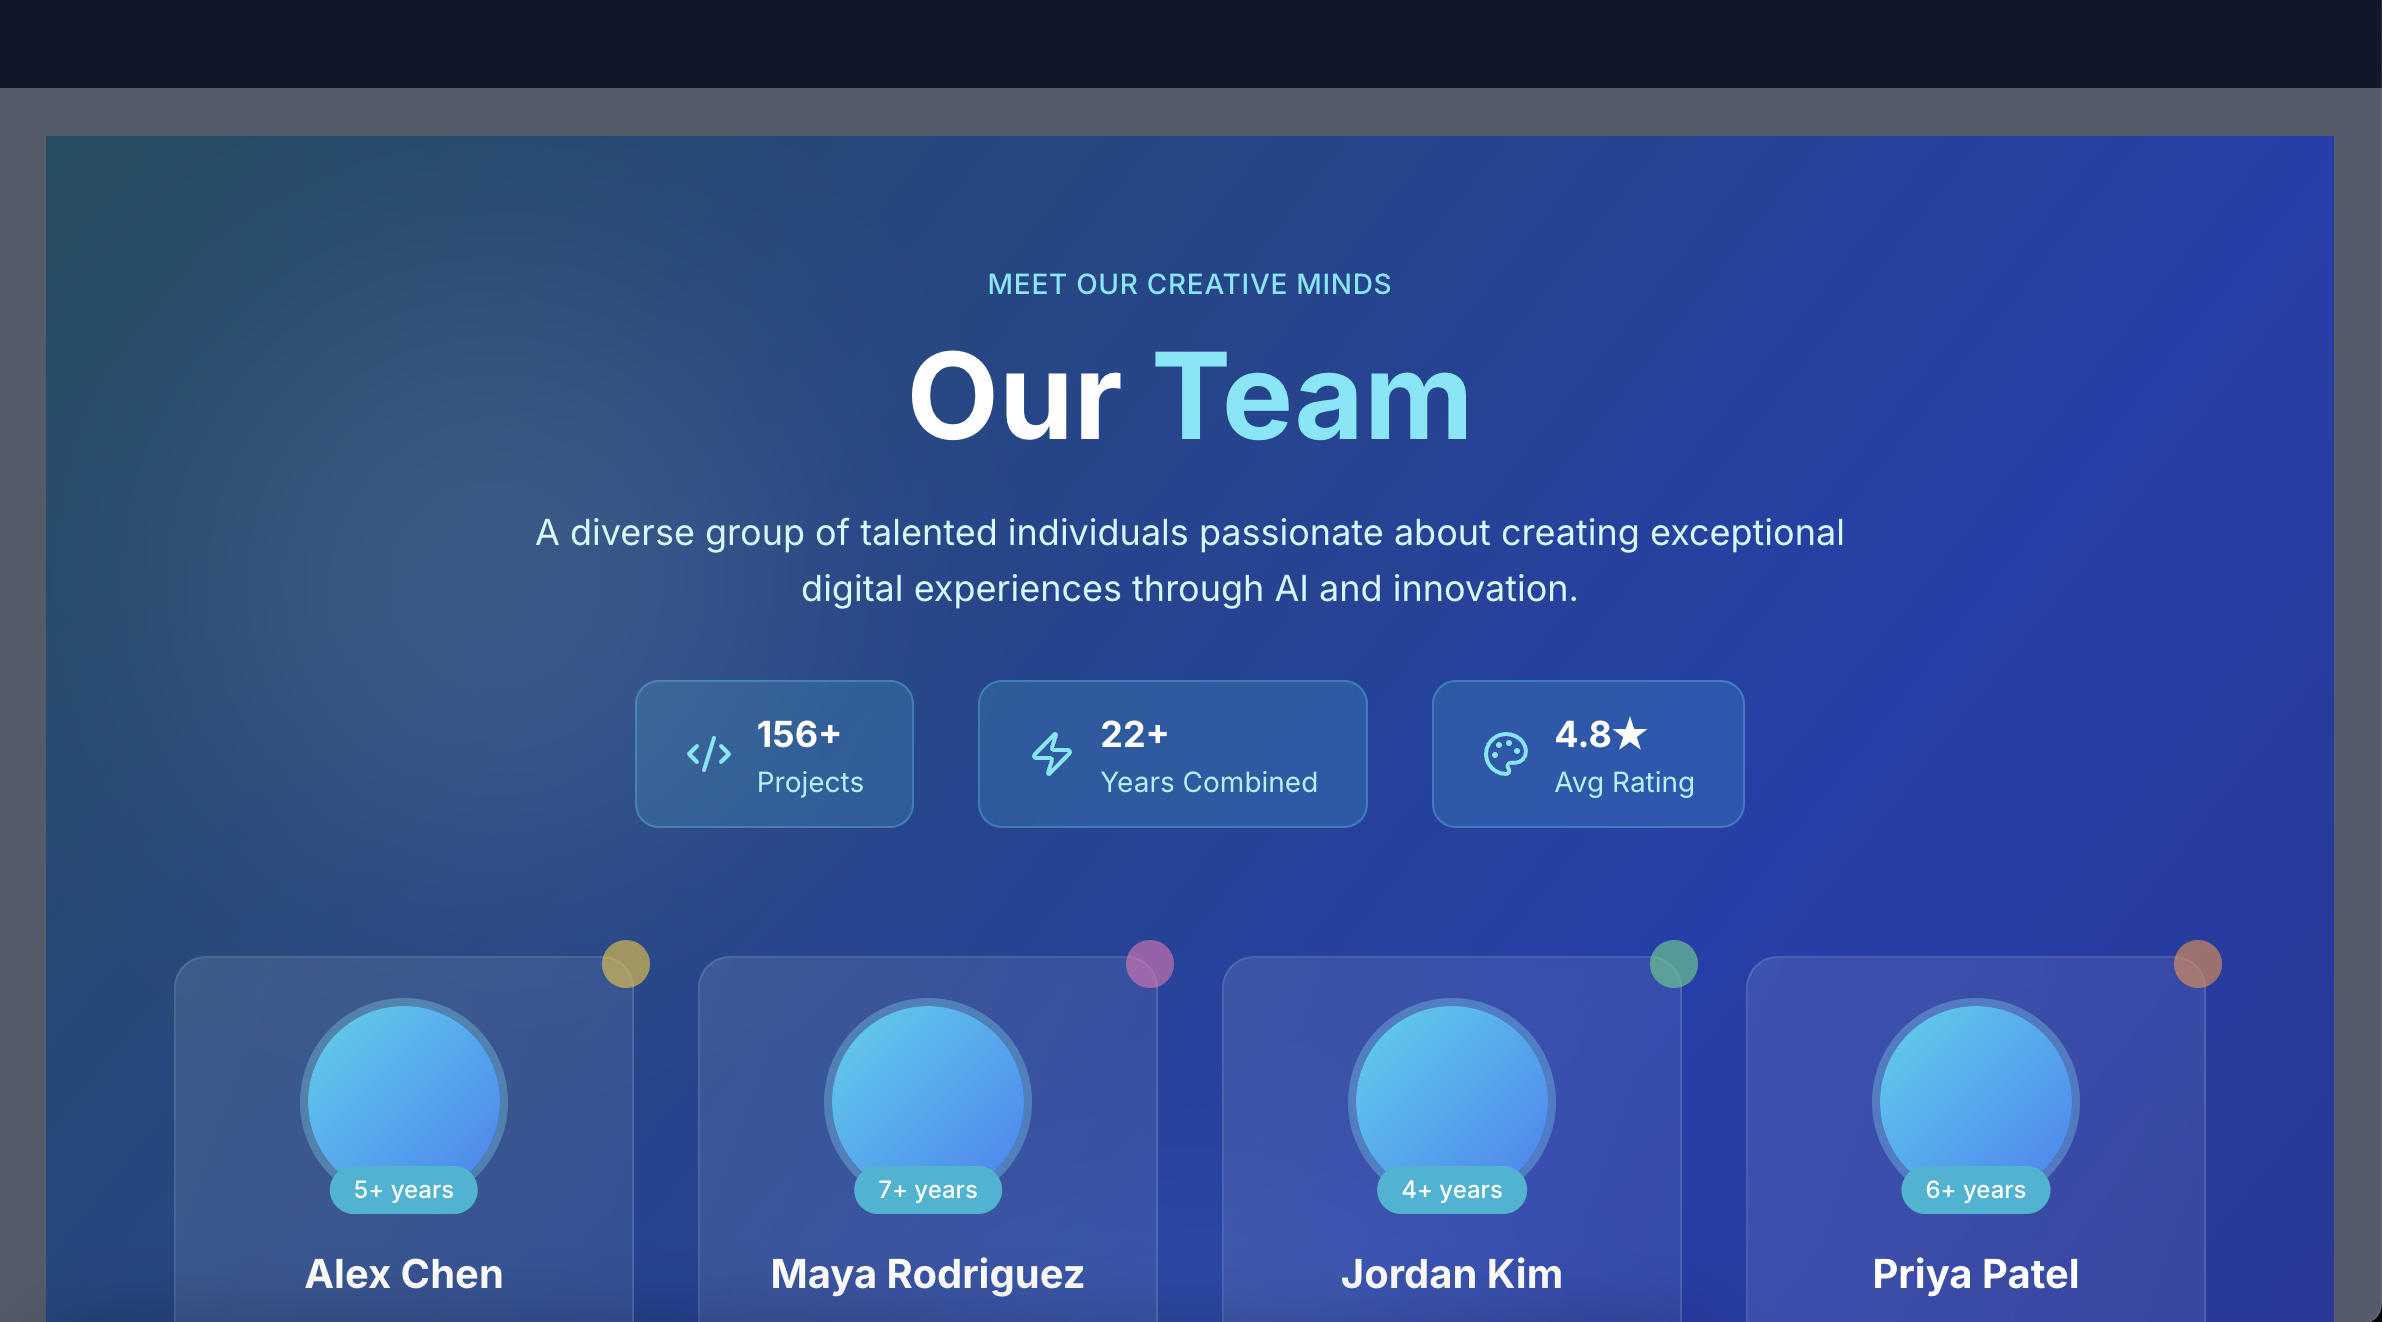 MEET OUR CREATIVE MINDS
Our Team
A diverse group of talented individuals passionate about creating exceptional
digital experiences through AI and innovation.
156+
Projects
22+
Years Combined
4.8★
Avg Rating
5+ years
Alex Chen
7+ years
Maya Rodriguez
4+ years
Jordan Kim
6+ years
Priya Patel